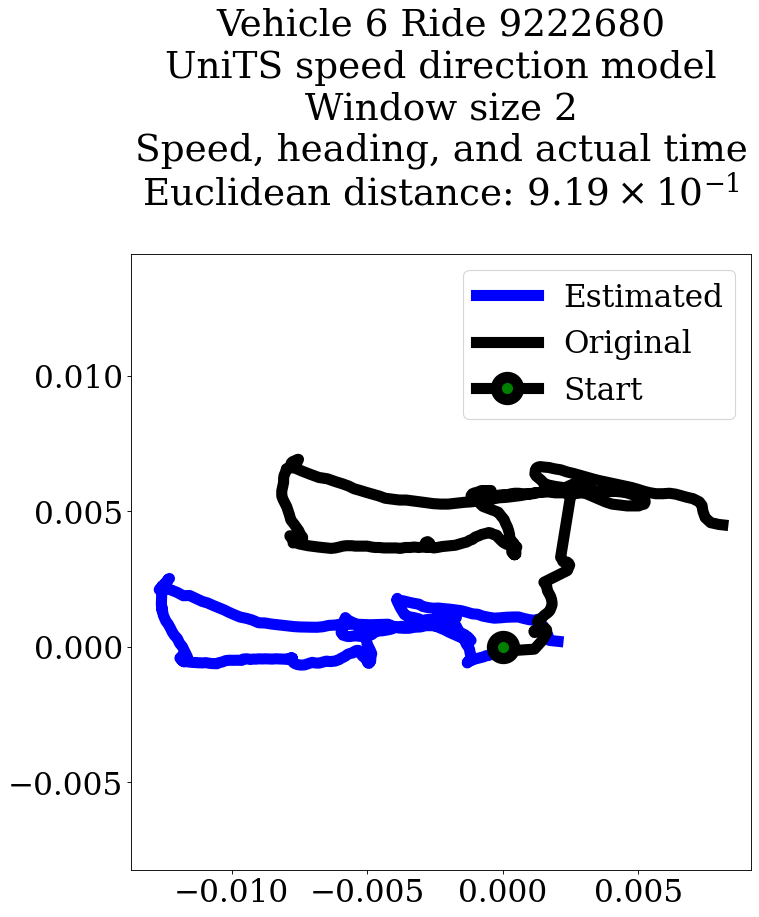 Vehicle 6 Ride 9222680
UniTS speed direction model
Window size 2
Speed, heading, and actual time
Euclidean distance: 9.19 × 10⁻¹
Estimated
Original
Start
0.010
0.005
0.000
−0.005
−0.010 −0.005 0.000 0.005